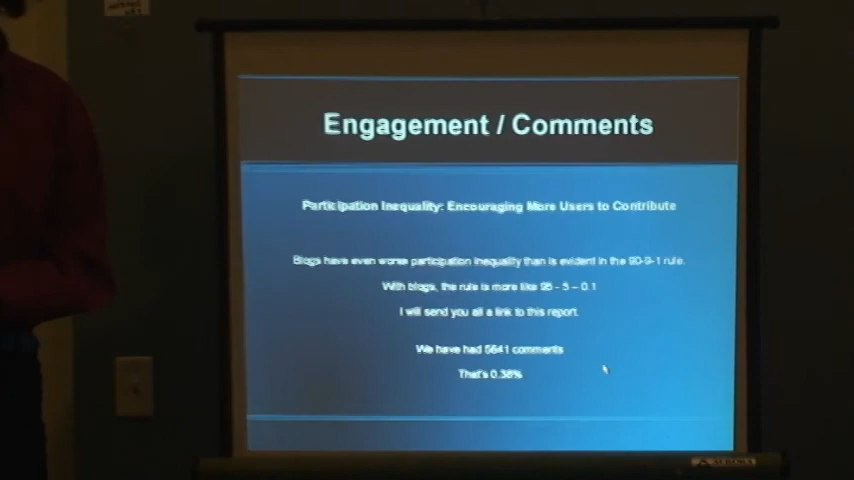 Engagement / Comments
Participation Inequality: Encouraging More Users to Contribute
Blogs have even worse participation inequality than is evident in the 90-9-1 rule.
With blogs, the rule is more like 95 - 5 – 0.1
I will send you all a link to this report.
We have had 5641 comments
That's 0.38%